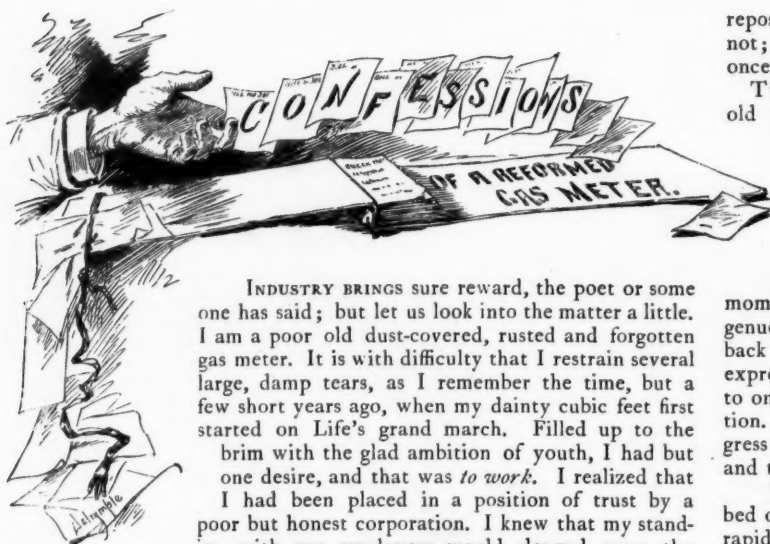 CONFESSIONS
OF A REFORMED
GAS METER.
INDUSTRY BRINGS sure reward, the poet or some
one has said; but let us look into the matter a little.
I am a poor old dust-covered, rusted and forgotten
gas meter. It is with difficulty that I restrain several
large, damp tears, as I remember the time, but a
few short years ago, when my dainty cubic feet first
started on Life's grand march. Filled up to the
brim with the glad ambition of youth, I had but
one desire, and that was to work. I realized that
I had been placed in a position of trust by a
poor but honest corporation. I knew that my stand-
repos
not;
once
T
old
mom
genuo
back
expre
to on
tion.
gress
and t
bed o
rapid